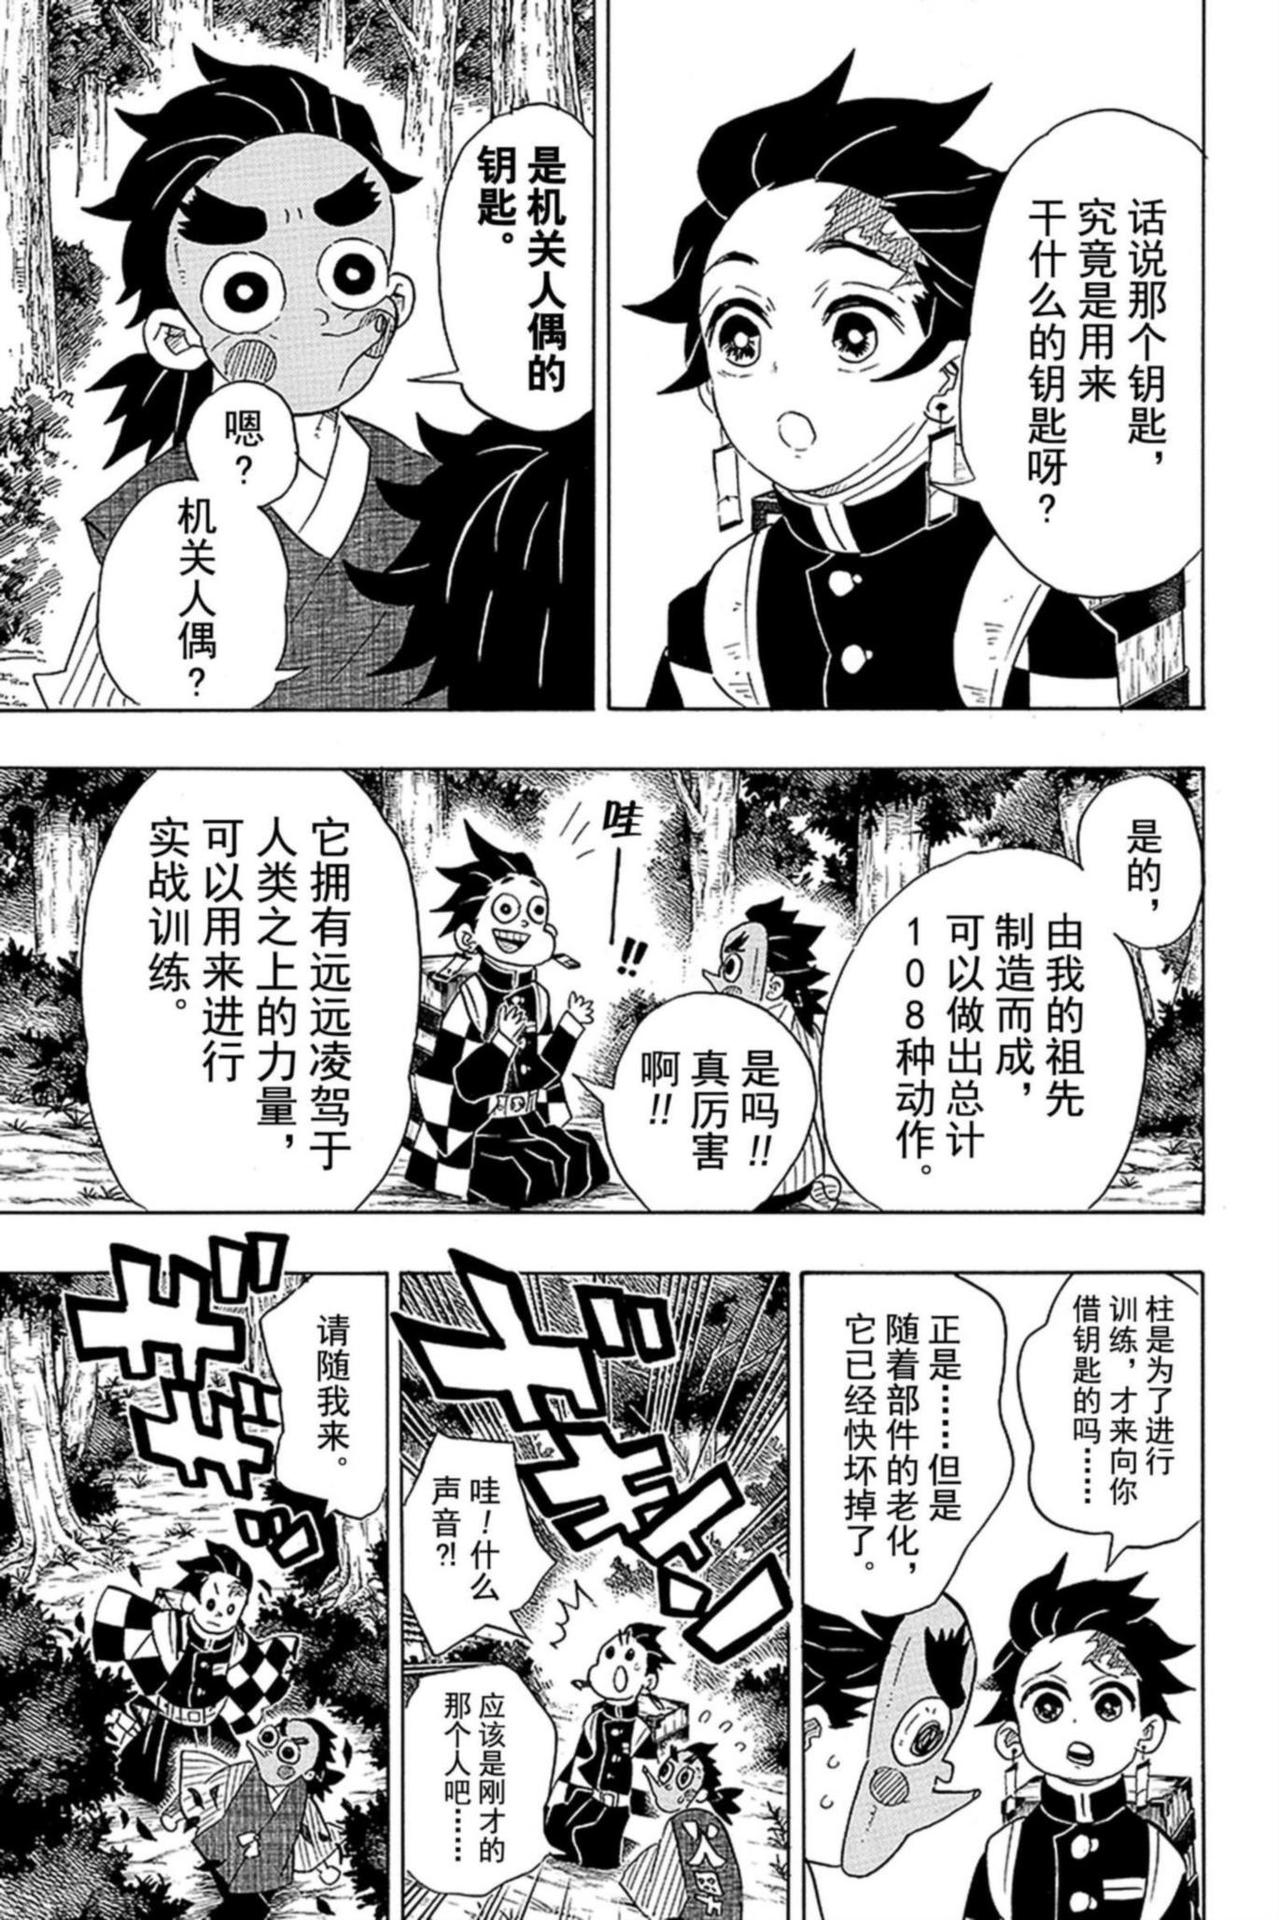 话说那个钥匙，
究竟是用来
干什么的钥匙呀？
是机关人偶的
钥匙。
嗯？
机关人偶？
是的，
由我的祖先
制造而成，
可以做出总计
108种动作。
哇——!!
是吗!!
真厉害
啊!!
它拥有远远凌驾于
人类之上的力量，
可以用来进行
实战训练。
柱是为了进行
训练，才来向你
借钥匙的吗……
正是……但是
随着部件的老化，
它已经快坏掉了。
哇！什么
声音?!
应该是刚才的
那个人吧……
火男
请随我来。
ギギ